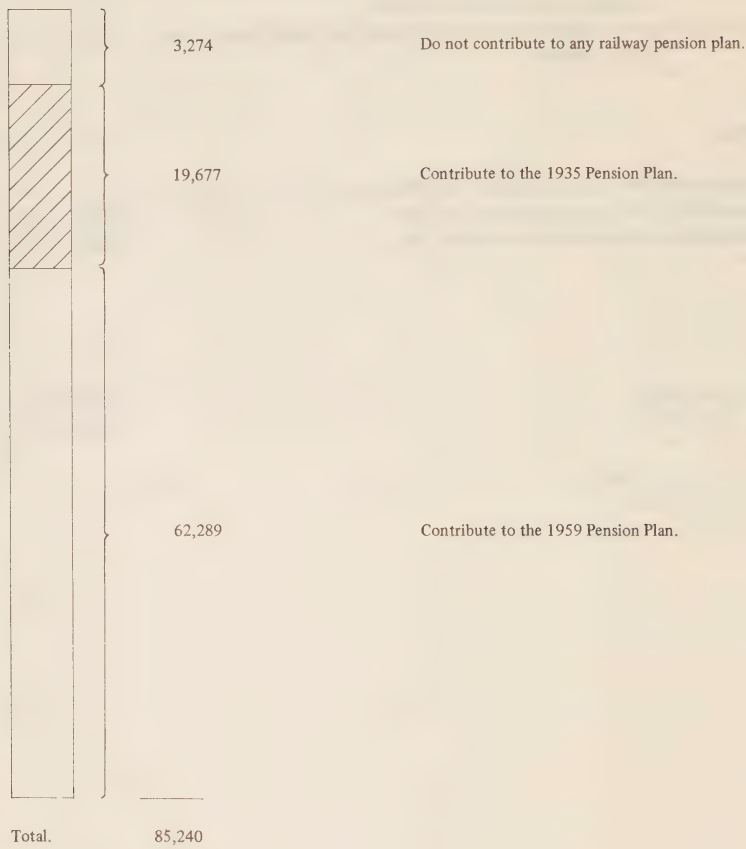 3,274 Do not contribute to any railway pension plan.
19,677 Contribute to the 1935 Pension Plan.
62,289 Contribute to the 1959 Pension Plan.
Total. 85,240